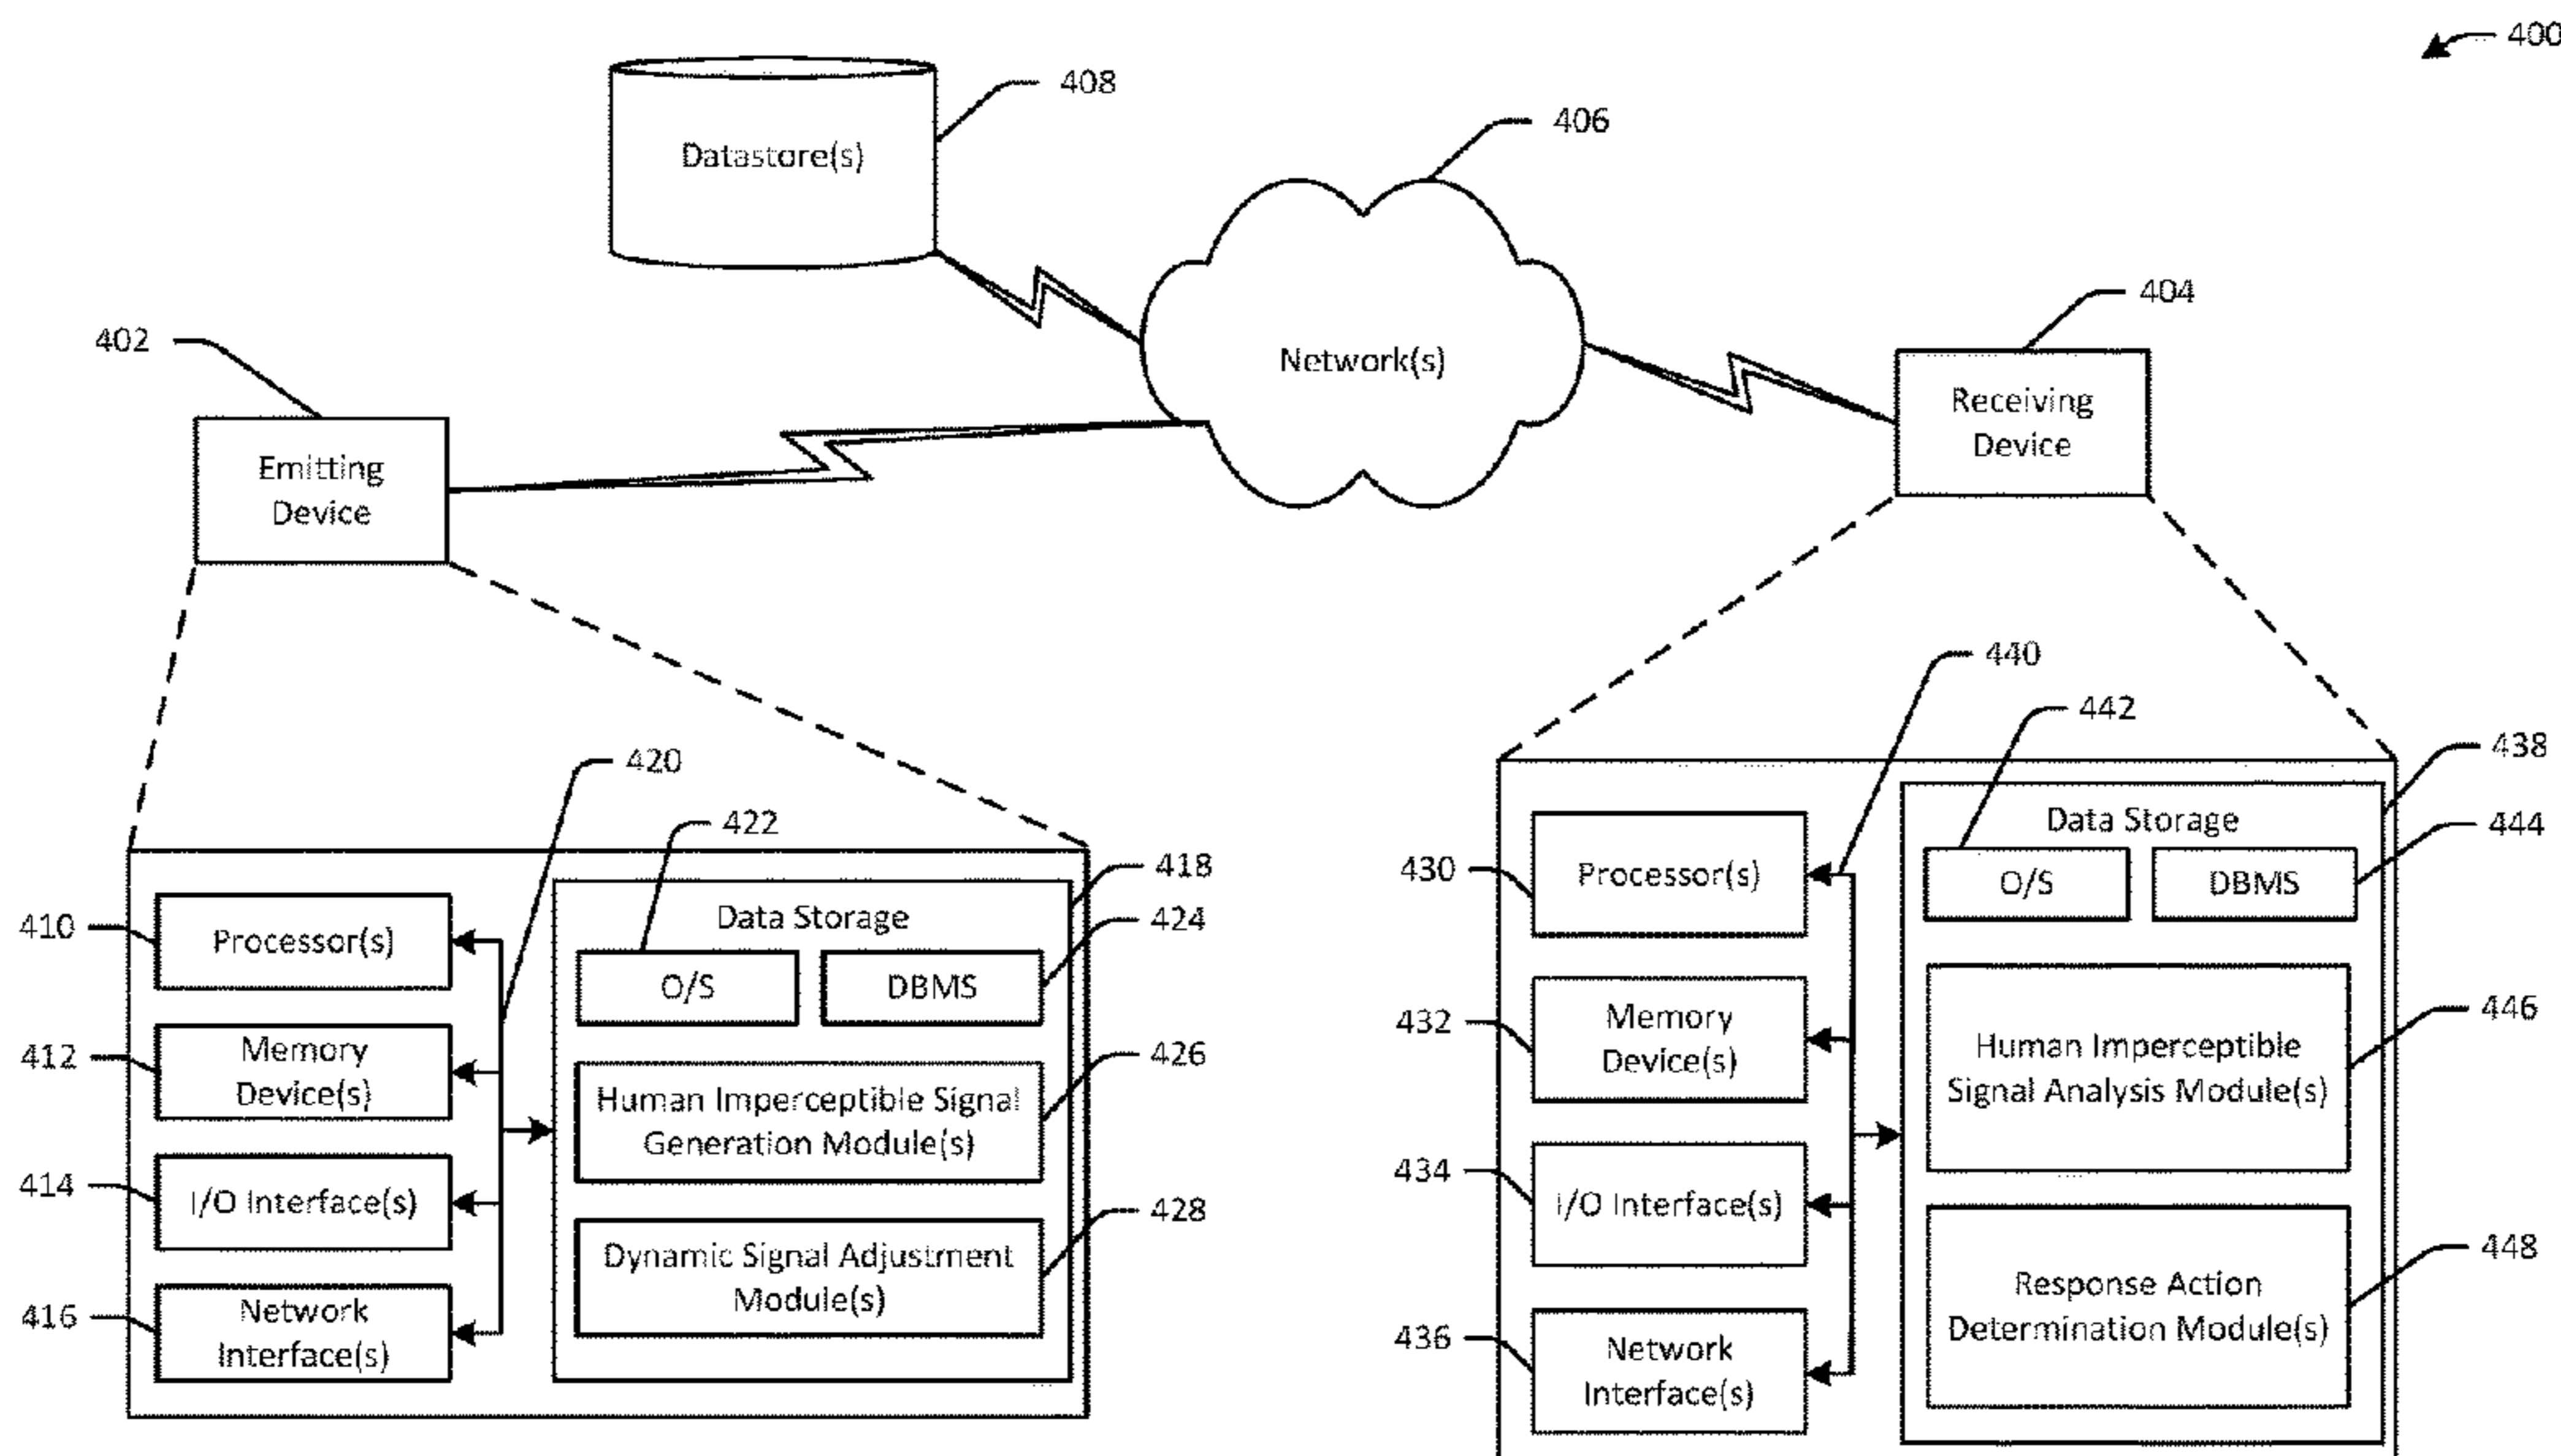 400
408
Datastore(s)
406
Network(s)
404
Receiving
Device
402
Emitting
Device
420
422
418
Data Storage
424
O/S
DBMS
410
Processor(s)
412
Memory
Device(s)
414
I/O Interface(s)
416
Network
Interface(s)
426
Human Imperceptible Signal
Generation Module(s)
428
Dynamic Signal Adjustment
Module(s)
440
442
438
Data Storage
444
O/S
DBMS
430
Processor(s)
432
Memory
Device(s)
434
I/O Interface(s)
436
Network
Interface(s)
446
Human Imperceptible
Signal Analysis Module(s)
448
Response Action
Determination Module(s)